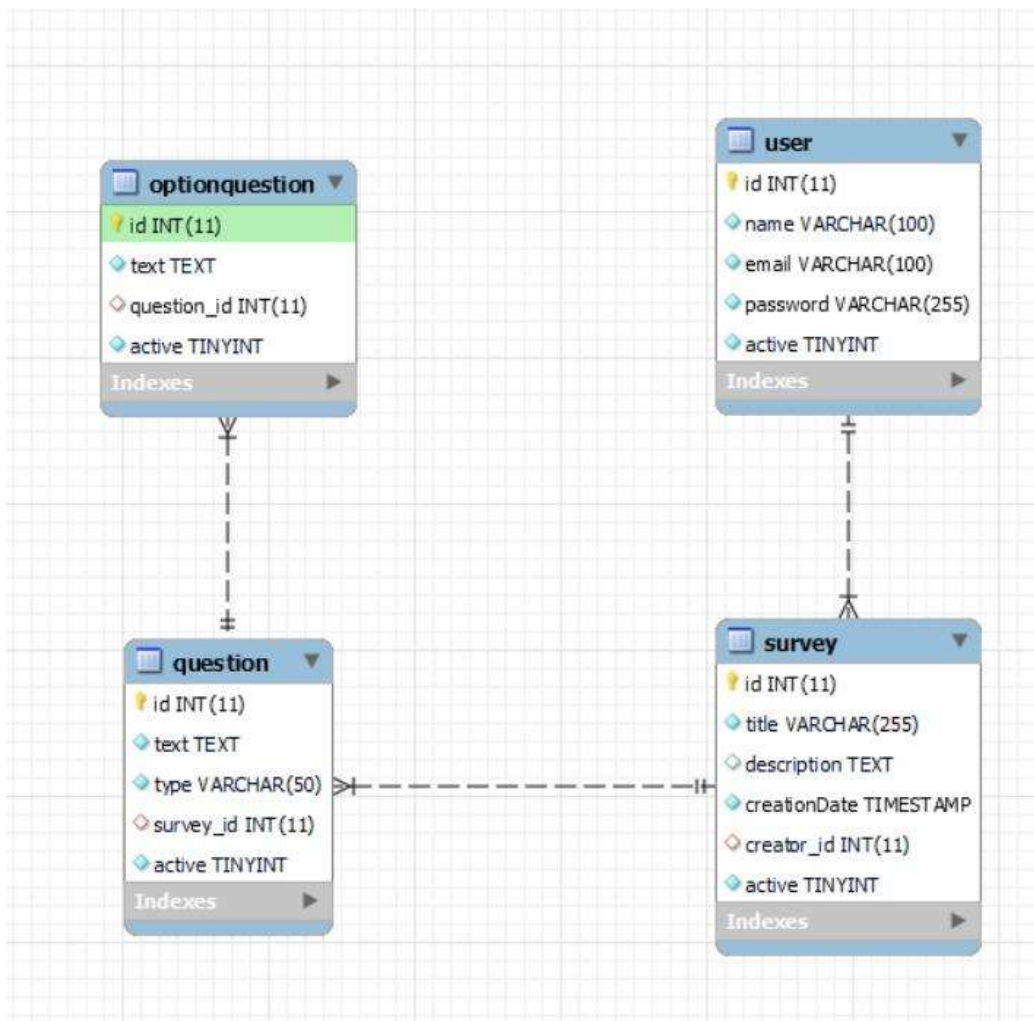 optionquestion
id INT(11)
text TEXT
question_id INT(11)
active TINYINT
Indexes
user
id INT(11)
name VARCHAR(100)
email VARCHAR(100)
password VARCHAR(255)
active TINYINT
Indexes
question
id INT(11)
text TEXT
type VARCHAR(50)
survey_id INT(11)
active TINYINT
Indexes
survey
id INT(11)
title VARCHAR(255)
description TEXT
creationDate TIMESTAMP
creator_id INT(11)
active TINYINT
Indexes